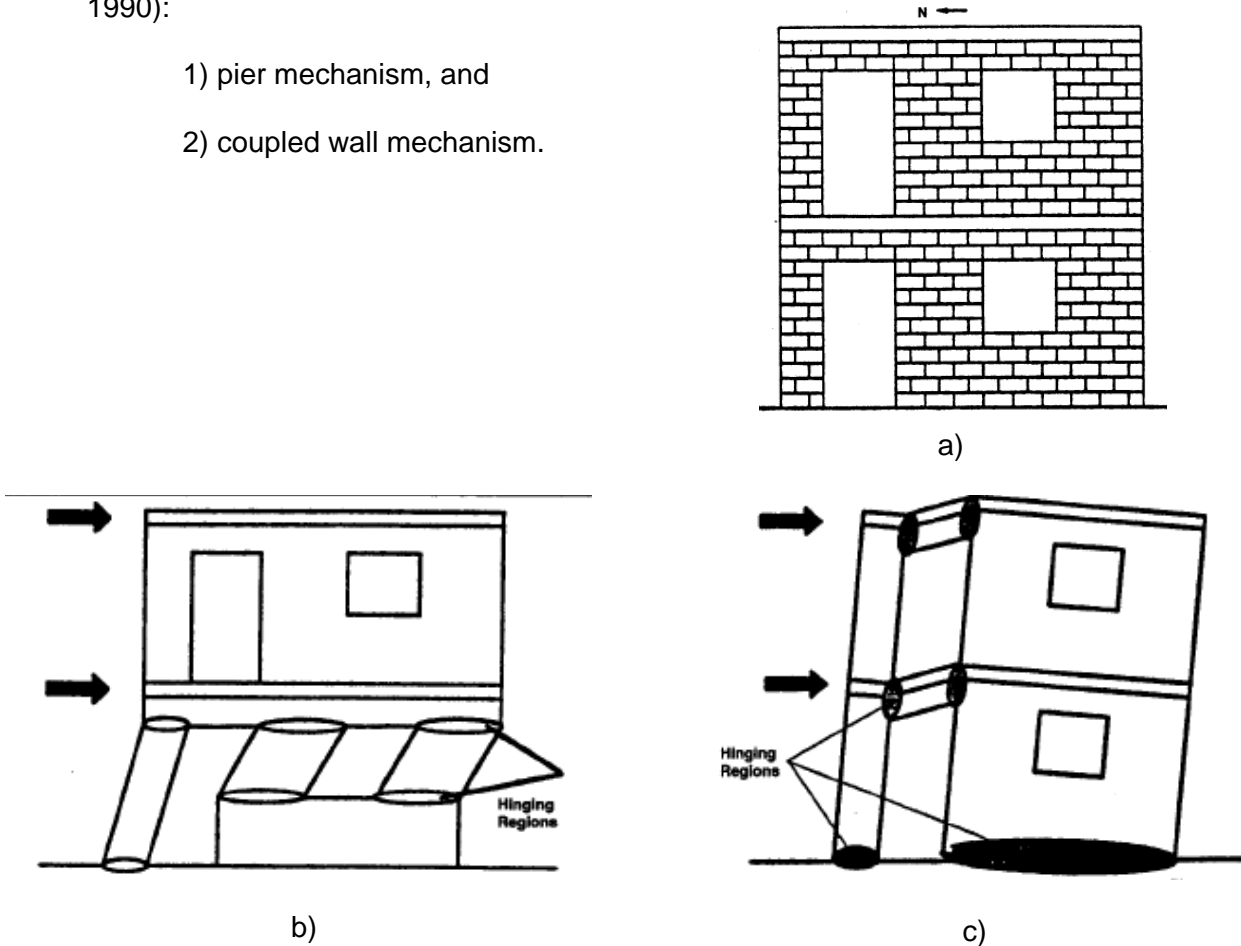 1990):
1) pier mechanism, and
2) coupled wall mechanism.
N
a)
Hinging
Regions
b)
Hinging
Regions
c)